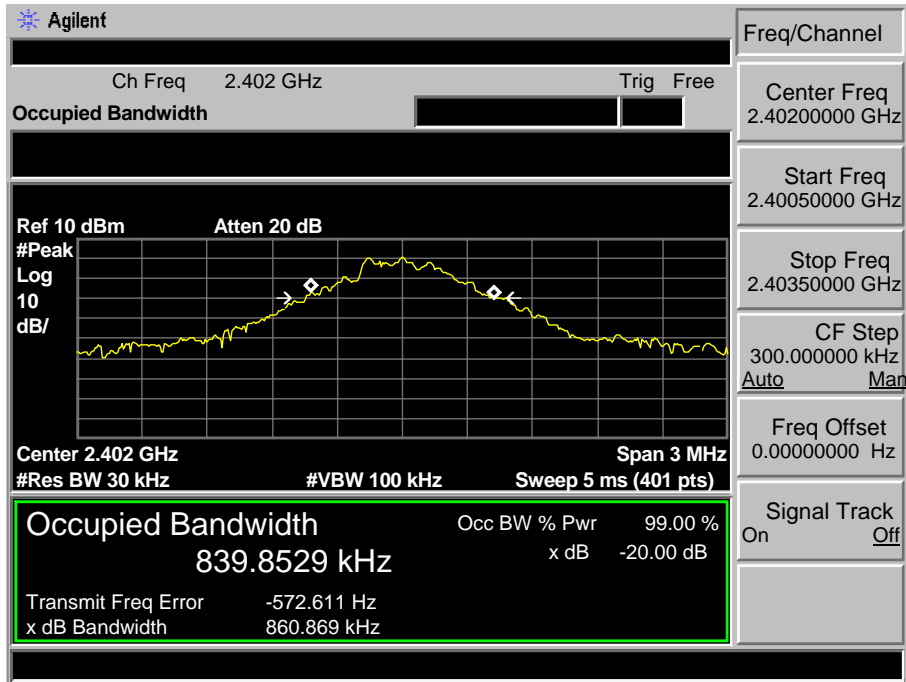 Agilent
Freq/Channel
Ch Freq 2.402 GHz Trig Free
Occupied Bandwidth
Center Freq
2.40200000 GHz
Start Freq
2.40050000 GHz
Stop Freq
2.40350000 GHz
CF Step
300.000000 kHz
Auto Man
Freq Offset
0.00000000 Hz
Signal Track
On Off
Ref 10 dBm Atten 20 dB
#Peak
Log
10
dB/
Center 2.402 GHz Span 3 MHz
#Res BW 30 kHz #VBW 100 kHz Sweep 5 ms (401 pts)
Occupied Bandwidth
839.8529 kHz
Occ BW % Pwr 99.00 %
x dB -20.00 dB
Transmit Freq Error -572.611 Hz
x dB Bandwidth 860.869 kHz